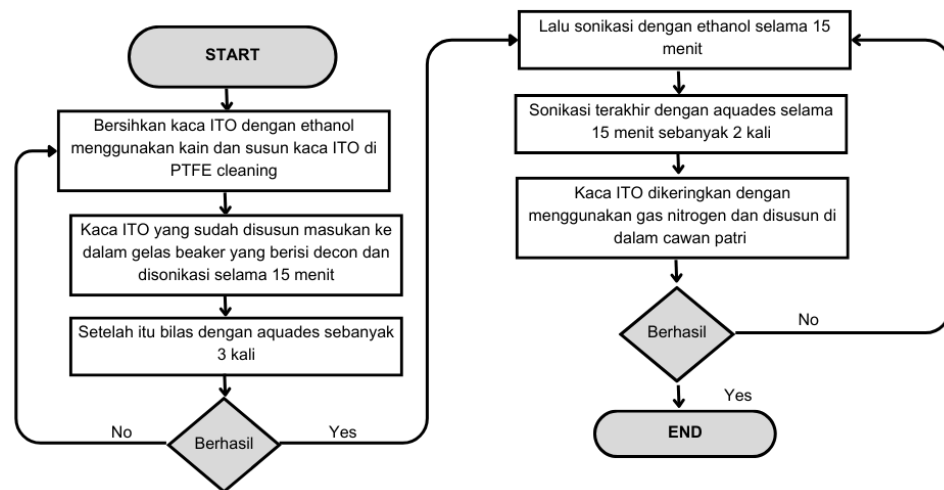 START
Bersihkan kaca ITO dengan ethanol
menggunakan kain dan susun kaca ITO di
PTFE cleaning
Kaca ITO yang sudah disusun masukan ke
dalam gelas beaker yang berisi decon dan
disonikasi selama 15 menit
Setelah itu bilas dengan aquades sebanyak
3 kali
Berhasil
No
Yes
Lalu sonikasi dengan ethanol selama 15
menit
Sonikasi terakhir dengan aquades selama
15 menit sebanyak 2 kali
Kaca ITO dikeringkan dengan
menggunakan gas nitrogen dan disusun di
dalam cawan patri
Berhasil
No
Yes
END